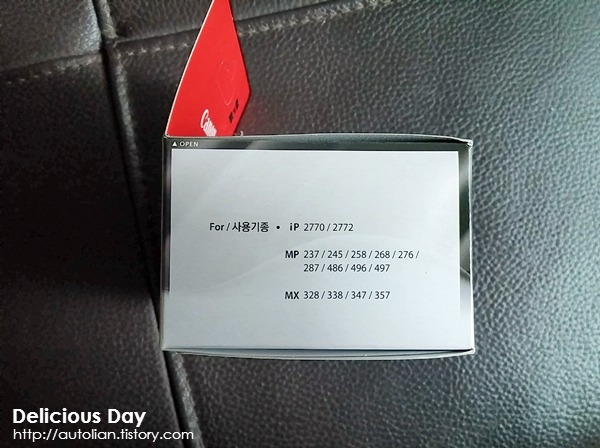 Canon
▲ OPEN
For / 사용기종 • iP 2770 / 2772
MP 237 / 245 / 258 / 268 / 276 /
287 / 486 / 496 / 497
MX 328 / 338 / 347 / 357
Delicious Day
http://autolian.tistory.com/